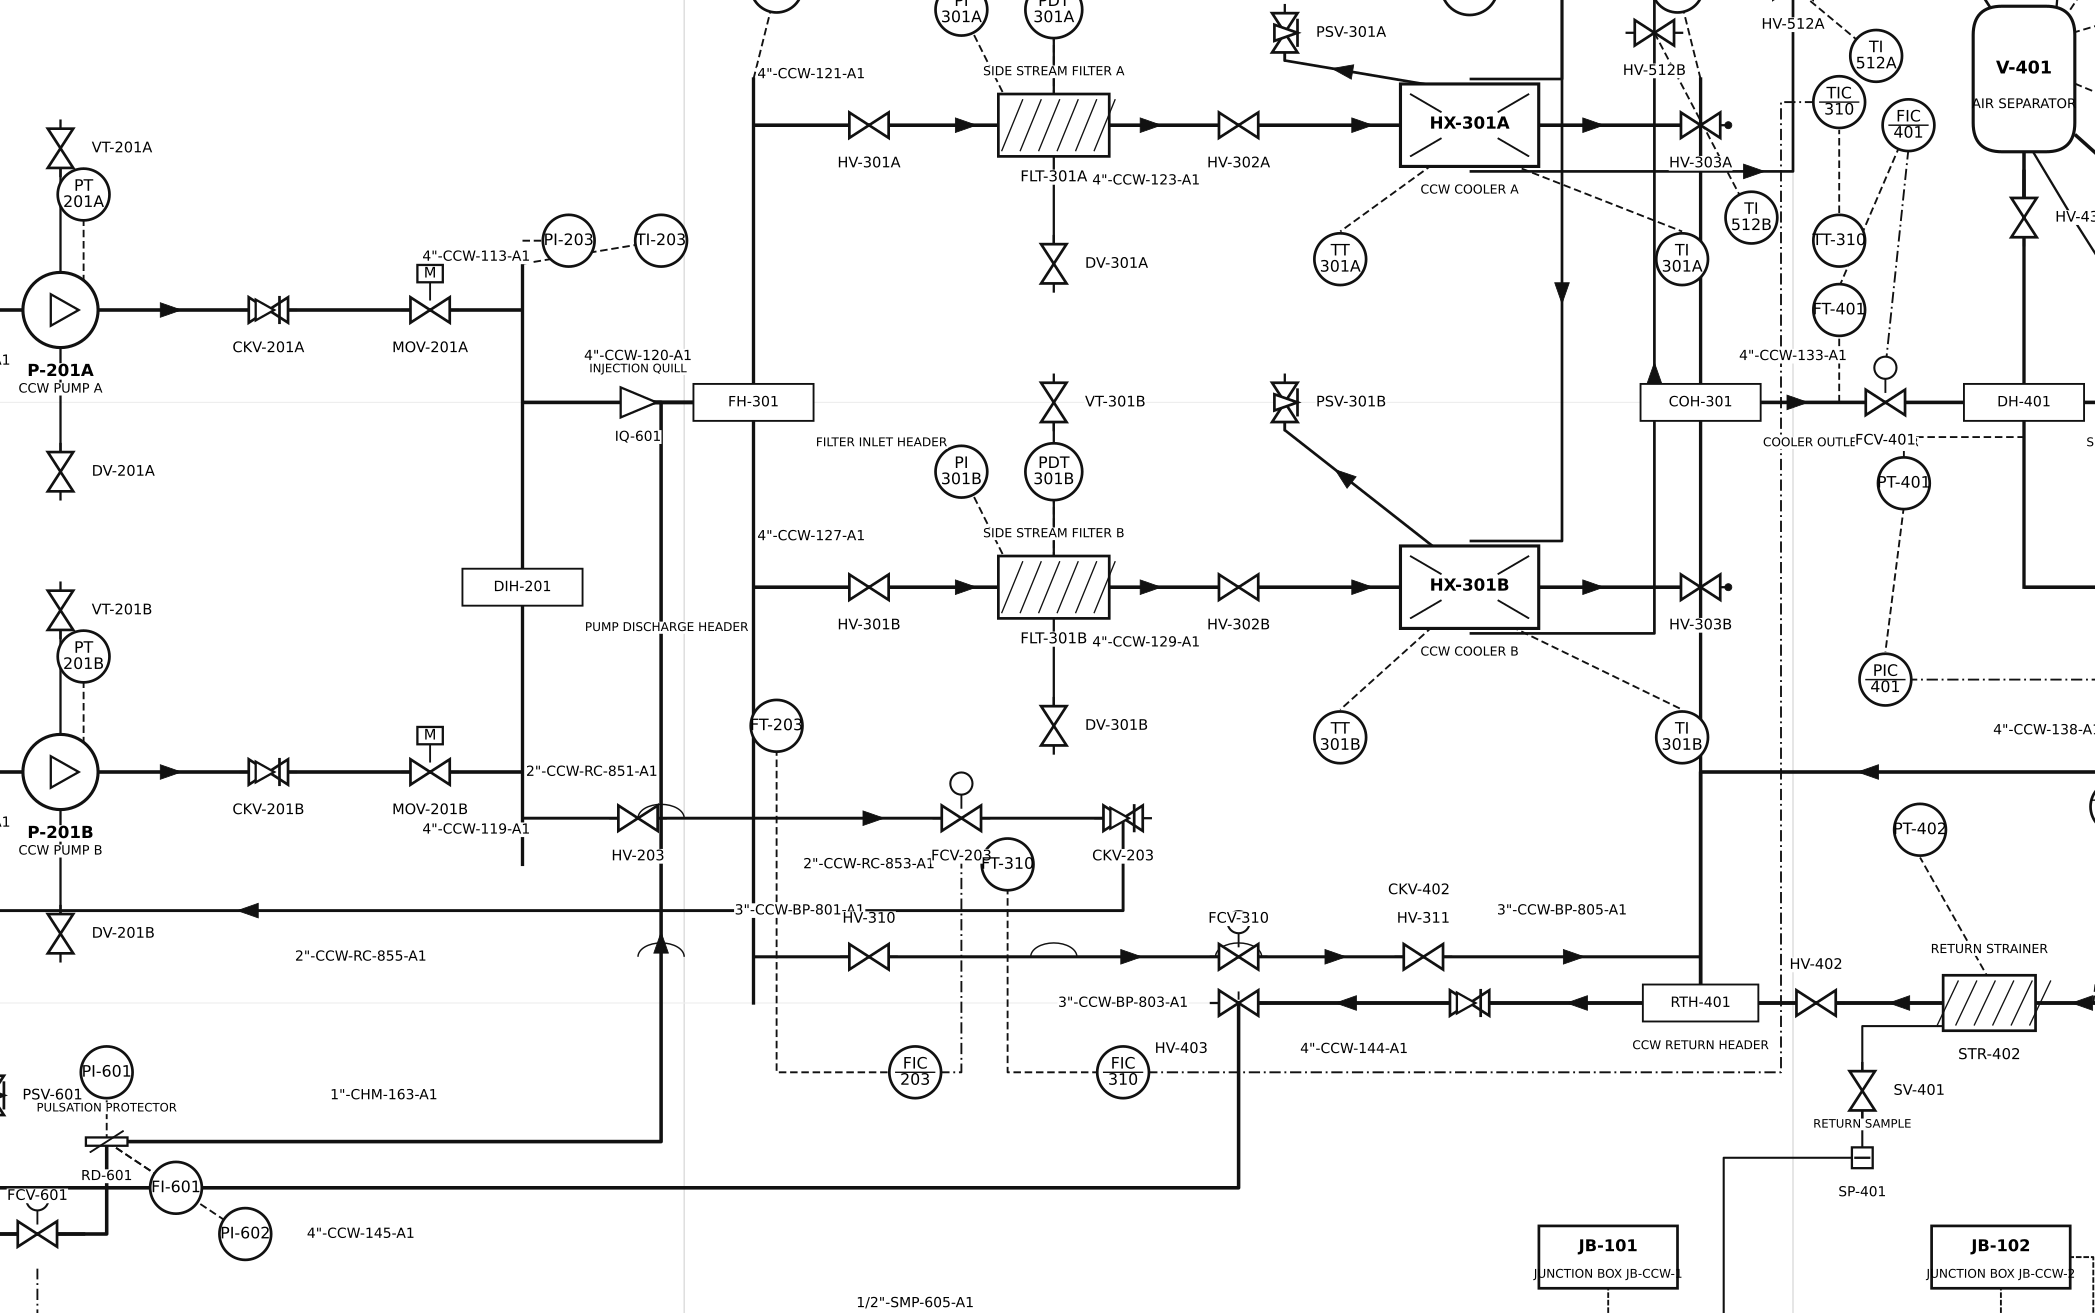 PI
301A
PDT
301A
PSV-301A
HV-512A
TI
512A
V-401
AIR SEPARATOR
4"-CCW-121-A1
SIDE STREAM FILTER A
HV-512B
TIC
310
FIC
401
HX-301A
VT-201A
HV-301A
FLT-301A
4"-CCW-123-A1
HV-302A
CCW COOLER A
HV-303A
PT
201A
TI
512B
HV-43
PI-203
TI-203
4"-CCW-113-A1
M
DV-301A
TT
301A
TI
301A
TT-310
FT-401
A1
P-201A
CCW PUMP A
CKV-201A
MOV-201A
4"-CCW-120-A1
INJECTION QUILL
4"-CCW-133-A1
FH-301
VT-301B
PSV-301B
COH-301
DH-401
IQ-601
FILTER INLET HEADER
COOLER OUTLE
FCV-401
S
DV-201A
PI
301B
PDT
301B
PT-401
4"-CCW-127-A1
SIDE STREAM FILTER B
DIH-201
HX-301B
VT-201B
PUMP DISCHARGE HEADER
HV-301B
FLT-301B
4"-CCW-129-A1
HV-302B
CCW COOLER B
HV-303B
PT
201B
PIC
401
FT-203
DV-301B
TT
301B
TI
301B
4"-CCW-138-A1
M
2"-CCW-RC-851-A1
A1
P-201B
CCW PUMP B
CKV-201B
MOV-201B
4"-CCW-119-A1
PT-402
HV-203
2"-CCW-RC-853-A1
FCV-203
FT-310
CKV-203
CKV-402
DV-201B
3"-CCW-BP-801-A1
HV-310
FCV-310
HV-311
3"-CCW-BP-805-A1
2"-CCW-RC-855-A1
RETURN STRAINER
HV-402
3"-CCW-BP-803-A1
RTH-401
HV-403
4"-CCW-144-A1
CCW RETURN HEADER
STR-402
PI-601
FIC
203
FIC
310
PSV-601
PULSATION PROTECTOR
1"-CHM-163-A1
SV-401
RETURN SAMPLE
RD-601
FCV-601
FI-601
SP-401
PI-602
4"-CCW-145-A1
JB-101
JUNCTION BOX JB-CCW-1
JB-102
JUNCTION BOX JB-CCW-2
1/2"-SMP-605-A1